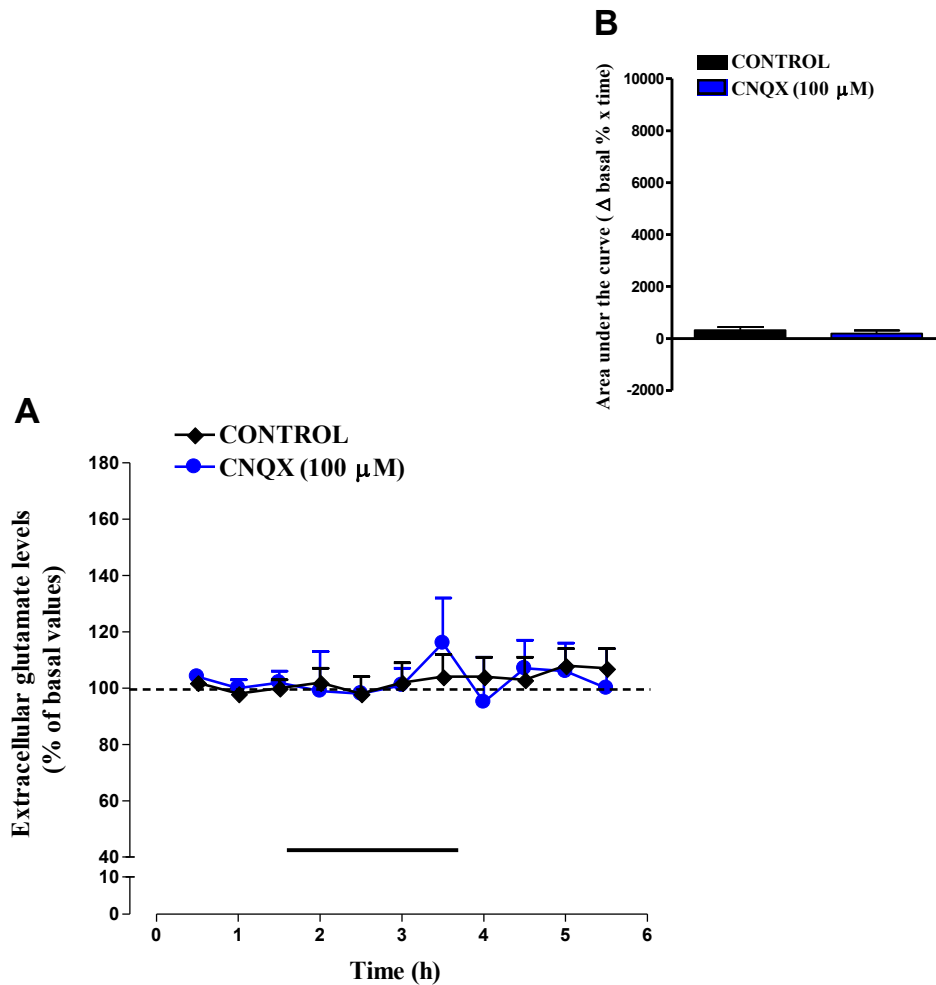 B
CONTROL
CNQX (100 μM)
10000
8000
6000
4000
2000
0
-2000
Area under the curve ( Δ basal % x time)
A
CONTROL
CNQX (100 μM)
180
160
140
120
100
80
60
40
10
0
Extracellular glutamate levels
(% of basal values)
0 1 2 3 4 5 6
Time (h)